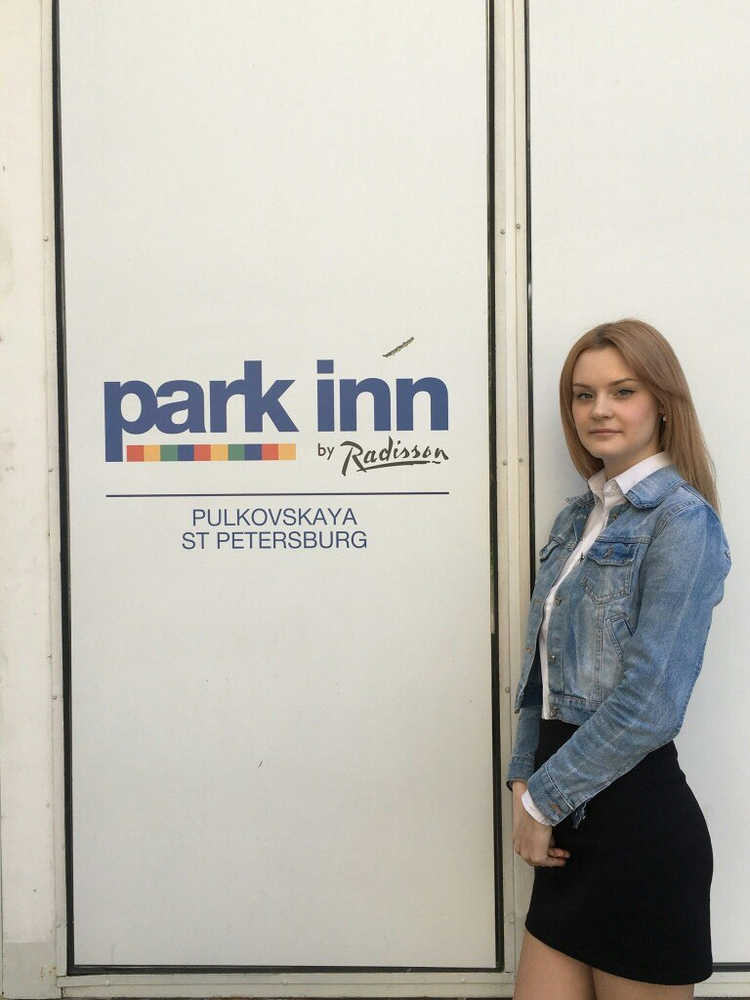 park inn
by Radisson
PULKOVSKAYA
ST PETERSBURG